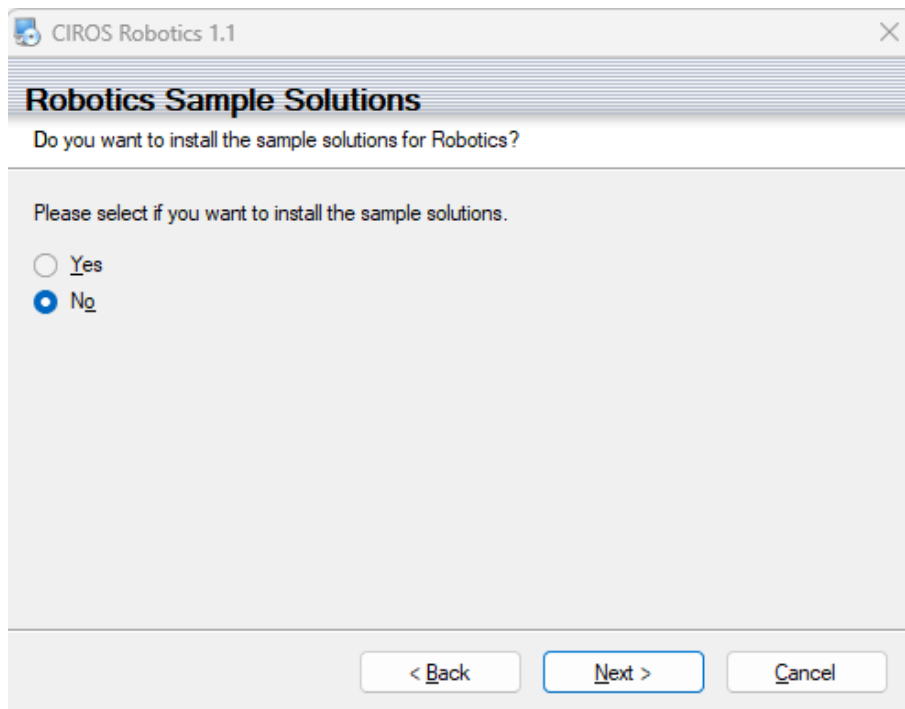 CIROS Robotics 1.1
Robotics Sample Solutions
Do you want to install the sample solutions for Robotics?
Please select if you want to install the sample solutions.
Yes
No
< Back Next > Cancel